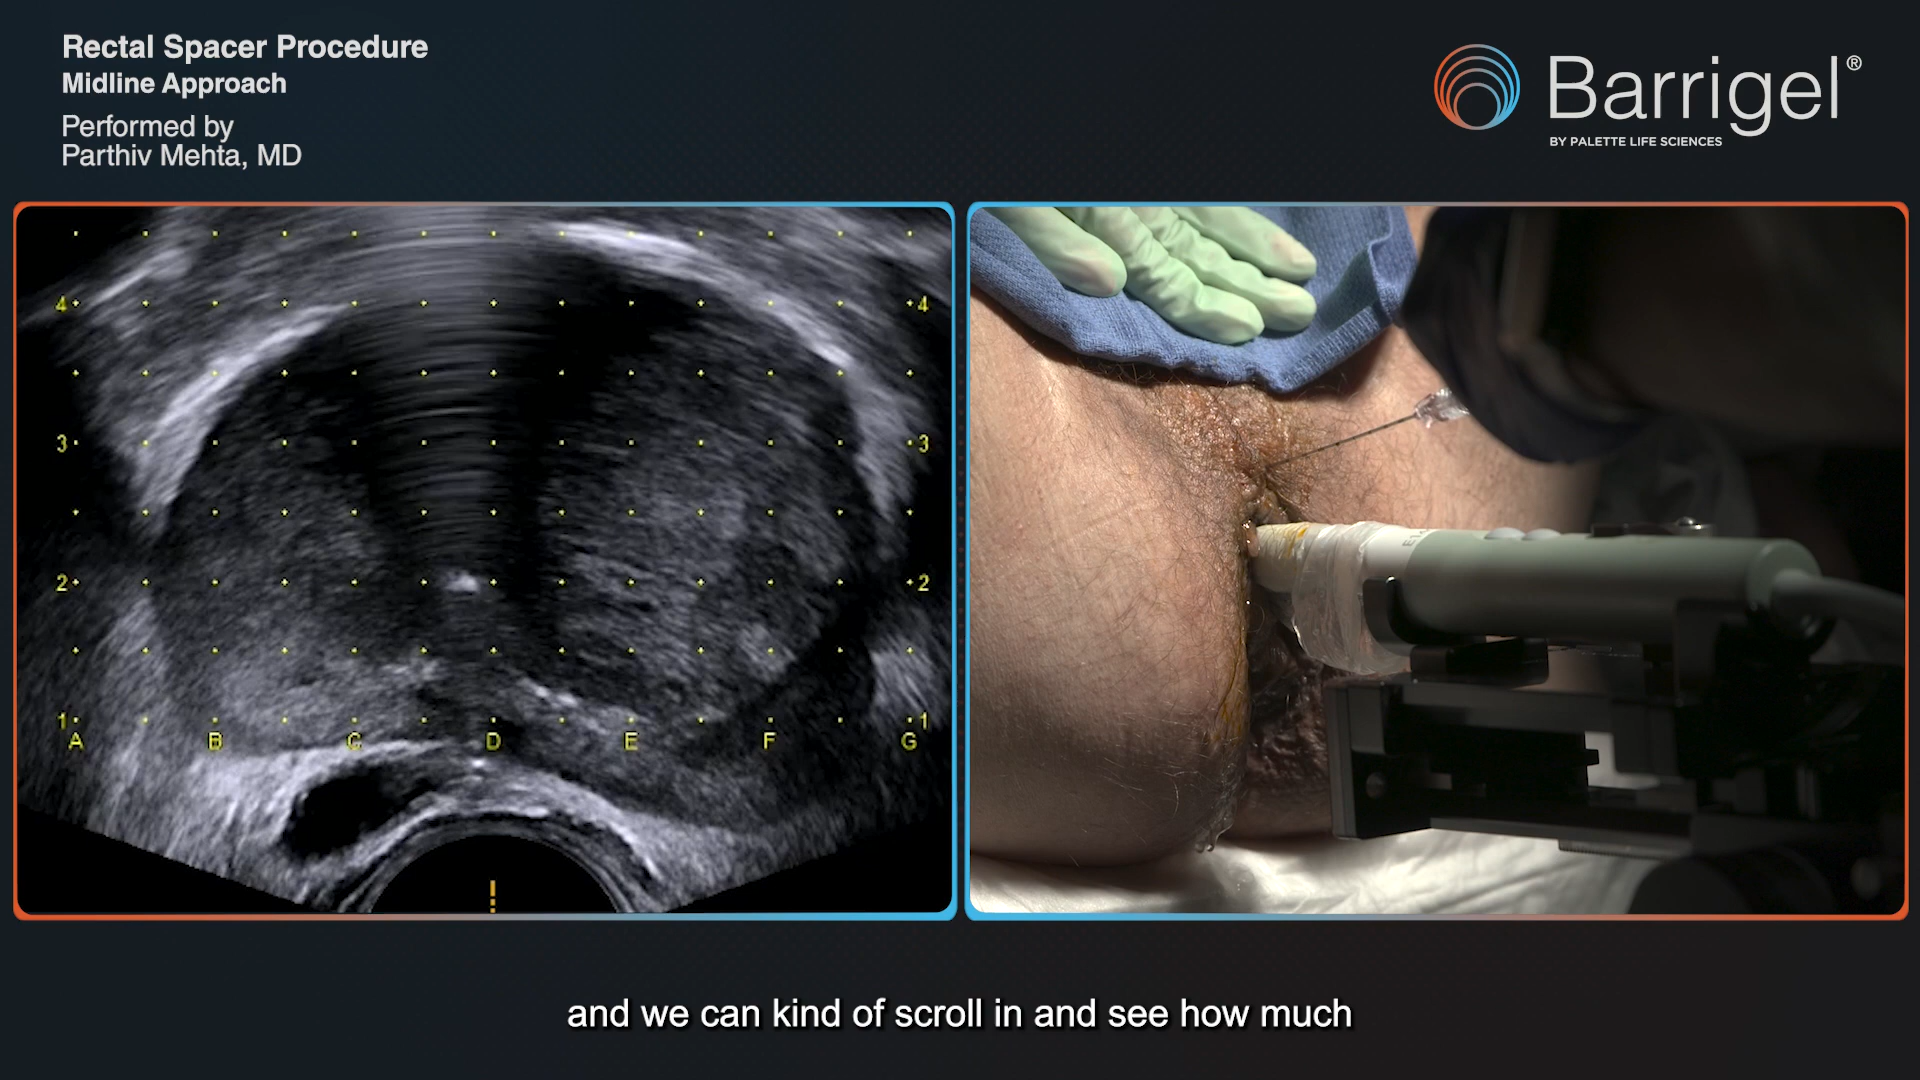 Rectal Spacer Procedure
Midline Approach
Performed by
Parthiv Mehta, MD
Barrigel®
BY PALETTE LIFE SCIENCES
4 4
3 3
2 2
1 1
A B C D E F G
and we can kind of scroll in and see how much